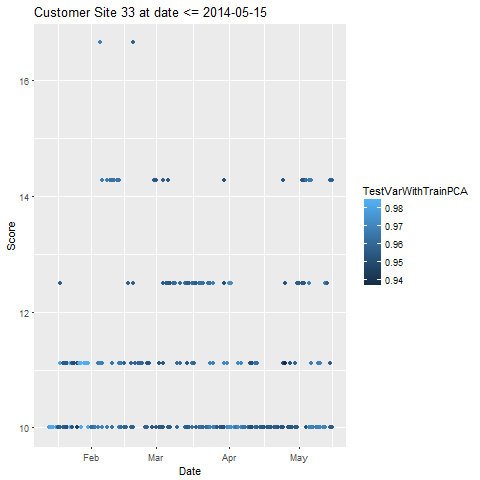 Customer Site 33 at date <= 2014-05-15
16
14
12
10
Score
Feb
Mar
Apr
May
Date
TestVarWithTrainPCA
0.98
0.97
0.96
0.95
0.94